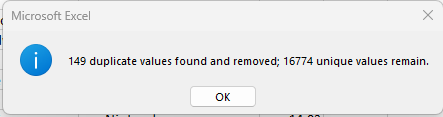 Microsoft Excel
149 duplicate values found and removed; 16774 unique values remain.
OK